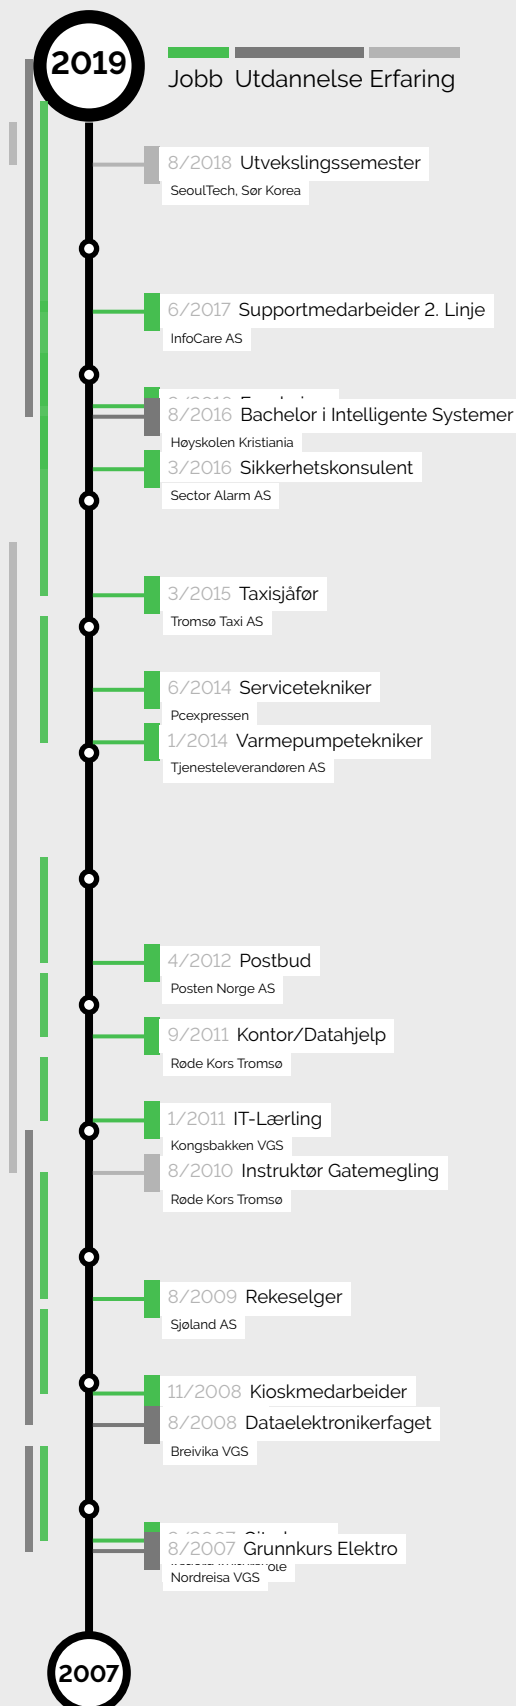 2019
Jobb Utdannelse Erfaring
8/2018 Utvekslingssemester
SeoulTech, Sør Korea
6/2017 Supportmedarbeider 2. Linje
InfoCare AS
8/2016 Bachelor i Intelligente Systemer
Høyskolen Kristiania
3/2016 Sikkerhetskonsulent
Sector Alarm AS
3/2015 Taxisjåfør
Tromsø Taxi AS
6/2014 Servicetekniker
Pcexpressen
1/2014 Varmepumpetekniker
Tjenesteleverandøren AS
4/2012 Postbud
Posten Norge AS
9/2011 Kontor/Datahjelp
Røde Kors Tromsø
1/2011 IT-Lærling
Kongsbakken VGS
8/2010 Instruktør Gatemegling
Røde Kors Tromsø
8/2009 Rekeselger
Sjøland AS
11/2008 Kioskmedarbeider
8/2008 Dataelektronikerfaget
Breivika VGS
8/2007 Grunnkurs Elektro
Nordreisa VGS
2007